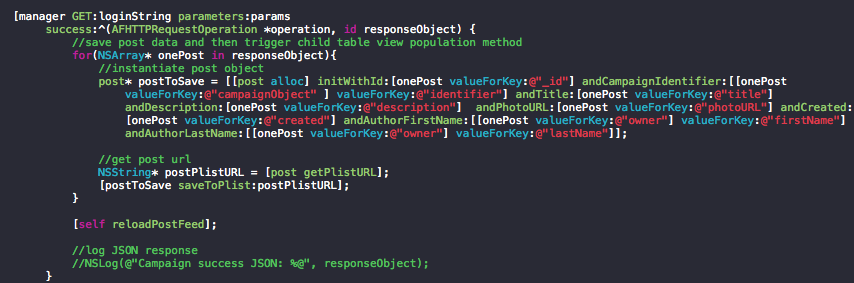 [manager GET:loginString parameters:params
success:^(AFHTTPRequestOperation *operation, id responseObject) {
//save post data and then trigger child table view population method
for(NSArray* onePost in responseObject){
//instantiate post object
post* postToSave = [[post alloc] initWithId:[onePost valueForKey:@"_id"] andCampaignIdentifier:[[onePost
valueForKey:@"campaignObject" ] valueForKey:@"identifier"] andTitle:[onePost valueForKey:@"title"]
andDescription:[onePost valueForKey:@"description"]  andPhotoURL:[onePost valueForKey:@"photoURL"] andCreated:
[onePost valueForKey:@"created"] andAuthorFirstName:[[onePost valueForKey:@"owner"] valueForKey:@"firstName"]
andAuthorLastName:[[onePost valueForKey:@"owner"] valueForKey:@"lastName"]];
//get post url
NSString* postPlistURL = [post getPlistURL];
[postToSave saveToPlist:postPlistURL];
}
[self reloadPostFeed];
//log JSON response
//NSLog(@"Campaign success JSON: %@", responseObject);
}